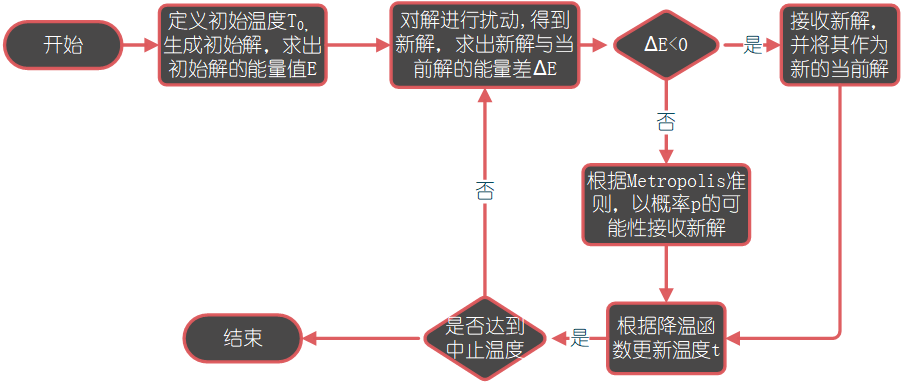 开始
定义初始温度T₀,
生成初始解，求出
初始解的能量值E
对解进行扰动,得到
新解，求出新解与当
前解的能量差ΔE
ΔE<0
是
接收新解，
并将其作为
新的当前解
否
根据Metropolis准
则，以概率p的可
能性接收新解
否
根据降温函
数更新温度t
是
是否达到
中止温度
结束